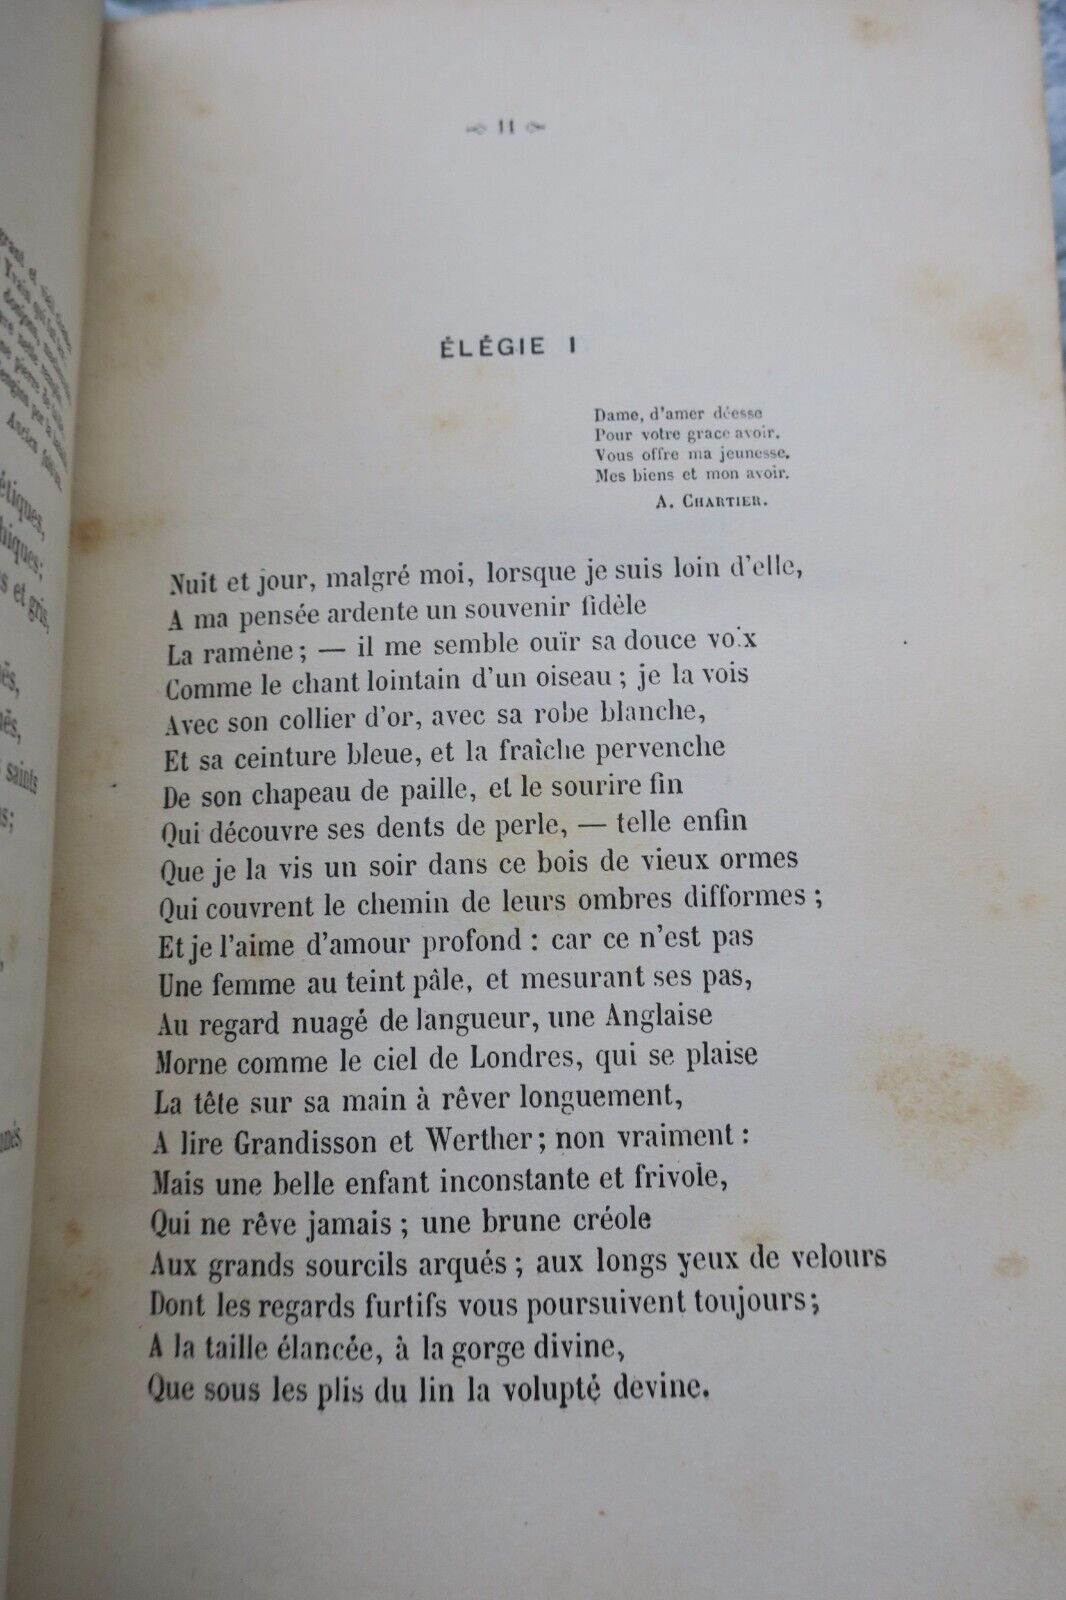 11
ÉLÉGIE I
Dame, d'amer déesse
Pour votre grace avoir.
Vous offre ma jeunesse.
Mes biens et mon avoir.
A. CHARTIER.
Nuit et jour, malgré moi, lorsque je suis loin d'elle,
A ma pensée ardente un souvenir fidèle
La ramène; — il me semble ouïr sa douce voix
Comme le chant lointain d'un oiseau; je la vois
Avec son collier d'or, avec sa robe blanche,
Et sa ceinture bleue, et la fraîche pervenche
De son chapeau de paille, et le sourire fin
Qui découvre ses dents de perle, — telle enfin
Que je la vis un soir dans ce bois de vieux ormes
Qui couvrent le chemin de leurs ombres difformes;
Et je l'aime d'amour profond : car ce n'est pas
Une femme au teint pâle, et mesurant ses pas,
Au regard nuagé de langueur, une Anglaise
Morne comme le ciel de Londres, qui se plaise
La tête sur sa main à rêver longuement,
A lire Grandisson et Werther; non vraiment :
Mais une belle enfant inconstante et frivole,
Qui ne rêve jamais; une brune créole
Aux grands sourcils arqués; aux longs yeux de velours
Dont les regards furtifs vous poursuivent toujours;
A la taille élancée, à la gorge divine,
Que sous les plis du lin la volupté devine.